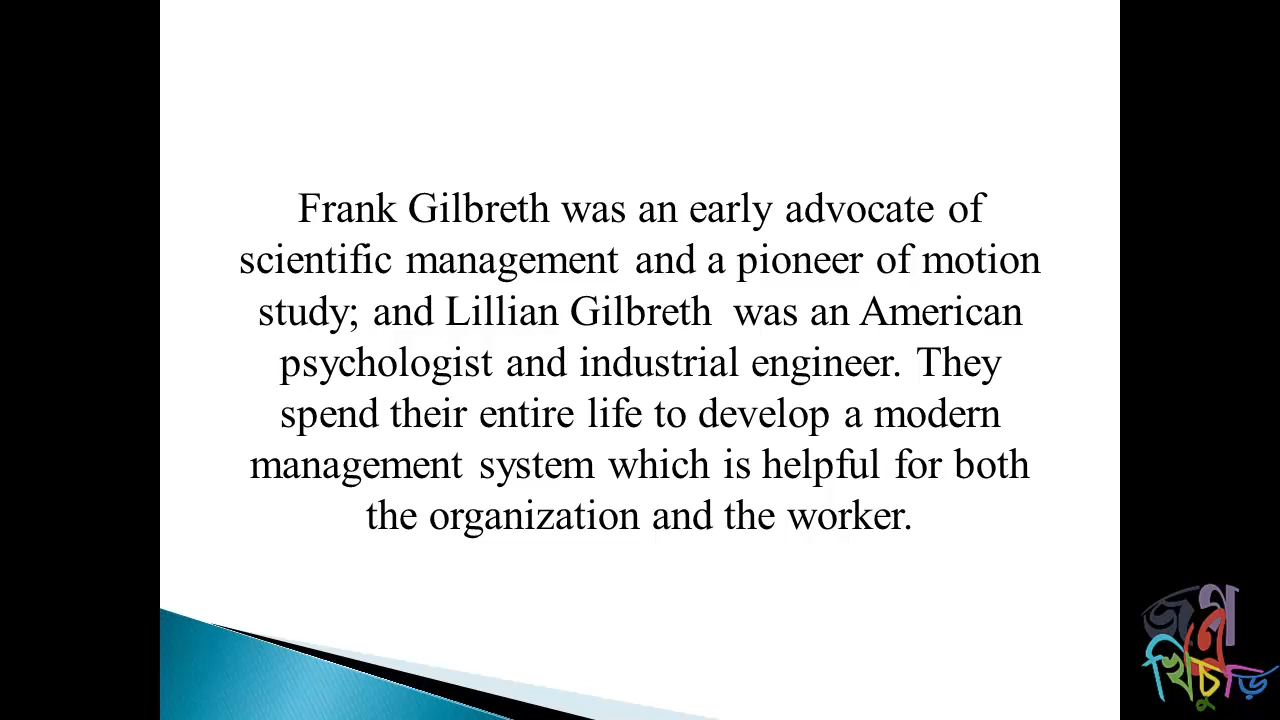 Frank Gilbreth was an early advocate of
scientific management and a pioneer of motion
study; and Lillian Gilbreth was an American
psychologist and industrial engineer. They
spend their entire life to develop a modern
management system which is helpful for both
the organization and the worker.
খিচুড়ি